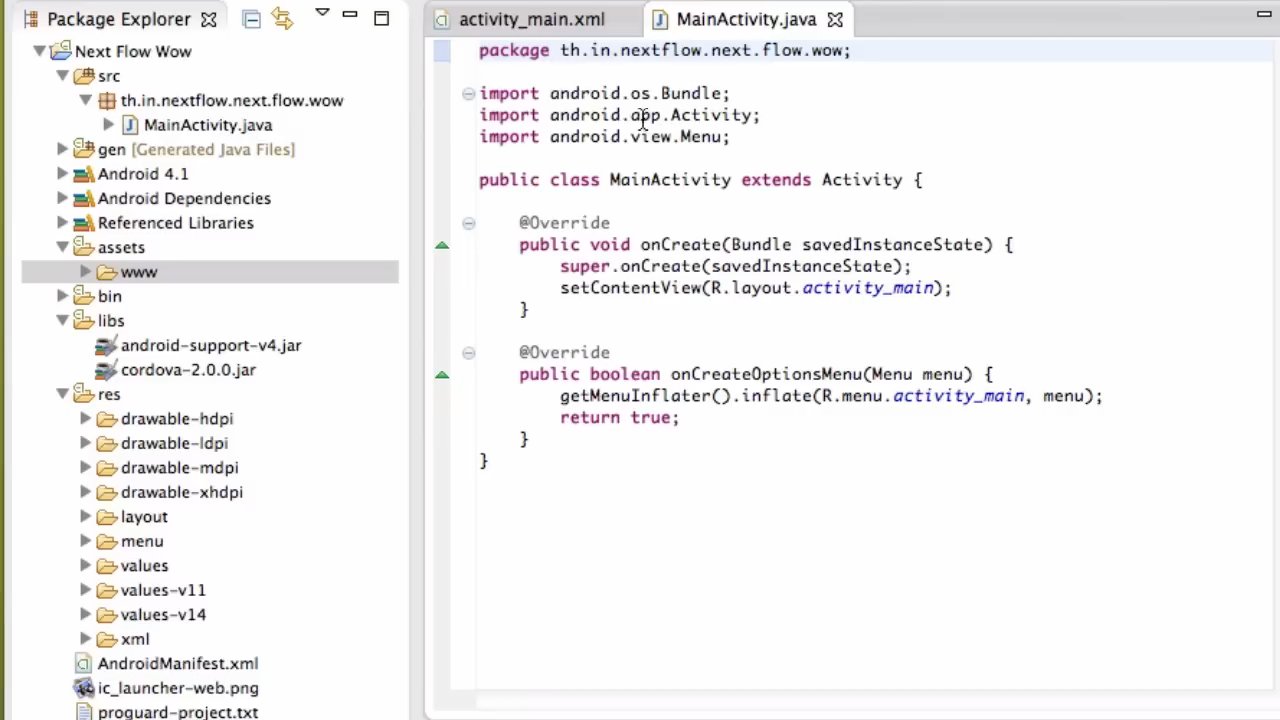 Package Explorer
Next Flow Wow
src
th.in.nextflow.next.flow.wow
MainActivity.java
gen [Generated Java Files]
Android 4.1
Android Dependencies
Referenced Libraries
assets
www
bin
libs
android-support-v4.jar
cordova-2.0.0.jar
res
drawable-hdpi
drawable-ldpi
drawable-mdpi
drawable-xhdpi
layout
menu
values
values-v11
values-v14
xml
AndroidManifest.xml
ic_launcher-web.png
proguard-project.txt
activity_main.xml
MainActivity.java
package th.in.nextflow.next.flow.wow;
import android.os.Bundle;
import android.app.Activity;
import android.view.Menu;
public class MainActivity extends Activity {
@Override
public void onCreate(Bundle savedInstanceState) {
super.onCreate(savedInstanceState);
setContentView(R.layout.activity_main);
}
@Override
public boolean onCreateOptionsMenu(Menu menu) {
getMenuInflater().inflate(R.menu.activity_main, menu);
return true;
}
}